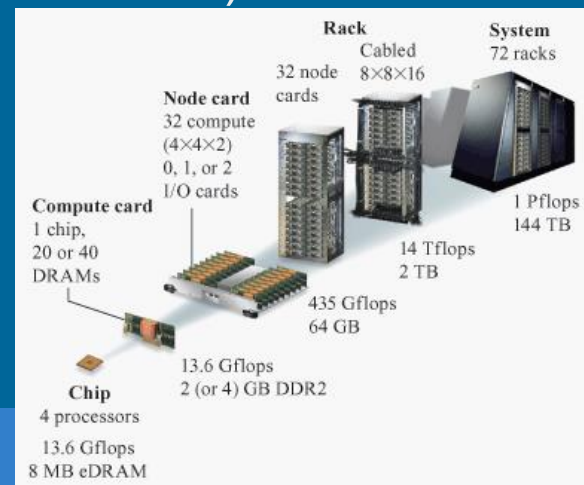 Rack
Cabled
8×8×16
System
72 racks
32 node
cards
Node card
32 compute
(4×4×2)
0, 1, or 2
I/O cards
Compute card
1 chip,
20 or 40
DRAMs
1 Pflops
144 TB
14 Tflops
2 TB
435 Gflops
64 GB
13.6 Gflops
2 (or 4) GB DDR2
Chip
4 processors
13.6 Gflops
8 MB eDRAM